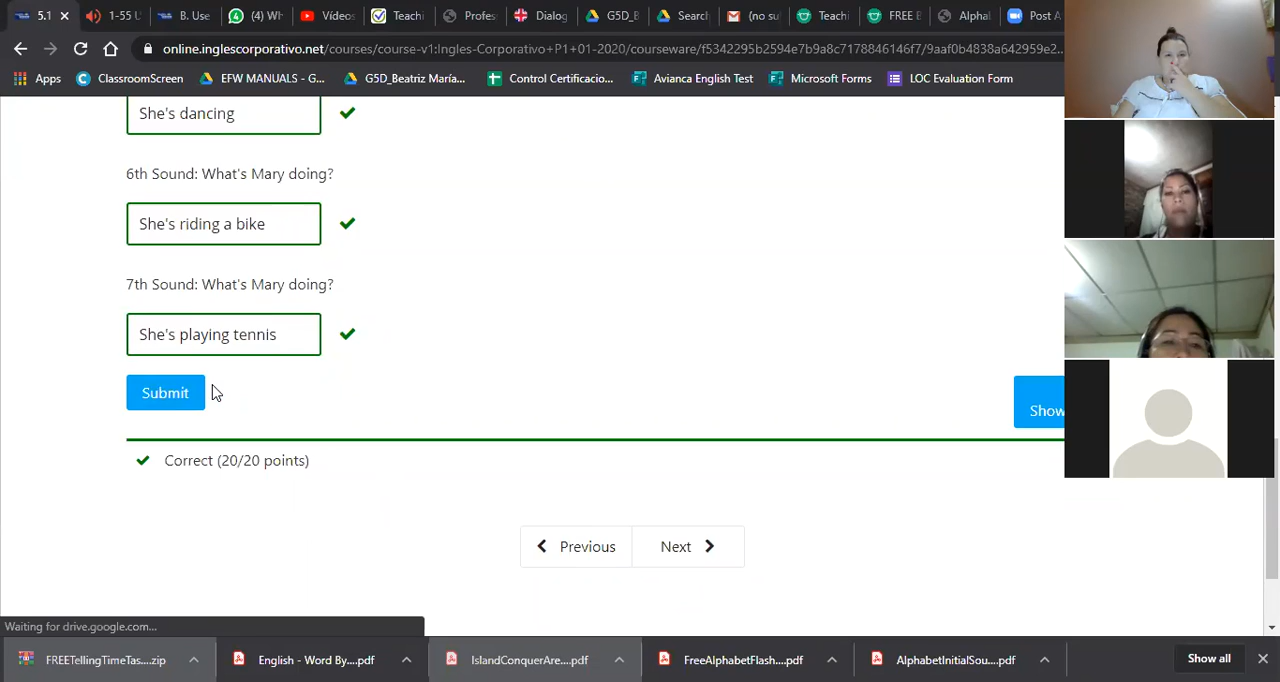 5.1
1-55 U
B. Use
(4) Wh
Vídeos
Teachi
Profes
Dialog
G5D_B
Search
(no su
Teachi
FREE B
Alphal
Post A
online.inglescorporativo.net/courses/course-v1:Ingles-Corporativo+P1+01-2020/courseware/f5342295b2594e7b9a8c7178846146f7/9aaf0b4838a642959e2...
Apps
ClassroomScreen
EFW MANUALS - G...
G5D_Beatriz María...
Control Certificacio...
Avianca English Test
Microsoft Forms
LOC Evaluation Form
She's dancing
6th Sound: What's Mary doing?
She's riding a bike
7th Sound: What's Mary doing?
She's playing tennis
Submit
Show
Correct (20/20 points)
Previous
Next
Waiting for drive.google.com...
FREETellingTimeTas....zip
English - Word By....pdf
IslandConquerAre....pdf
FreeAlphabetFlash....pdf
AlphabetInitialSou....pdf
Show all